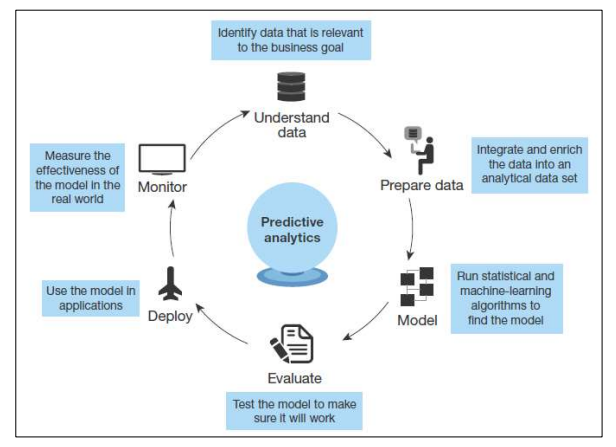 Identify data that is relevant
to the business goal
Understand
data
Integrate and enrich
the data into an
analytical data set
Prepare data
Run statistical and
machine-learning
algorithms to
find the model
Model
Evaluate
Test the model to make
sure it will work
Use the model in
applications
Deploy
Measure the
effectiveness of
the model in the
real world
Monitor
Predictive
analytics